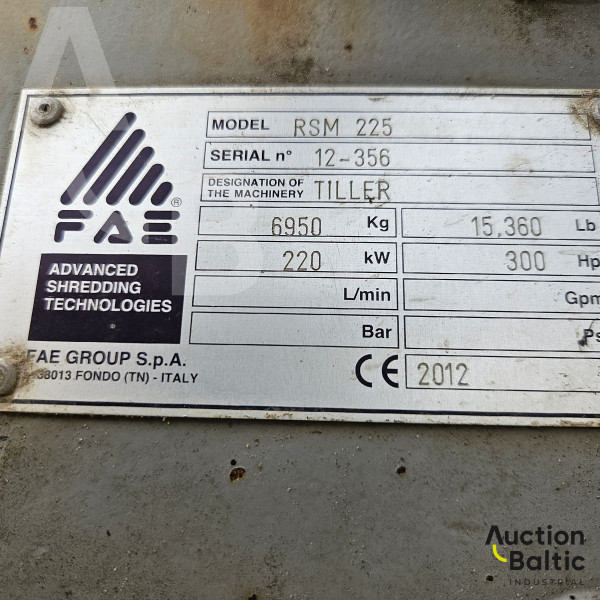 MODEL RSM 225
SERIAL n° 12-356
DESIGNATION OF THE MACHINERY TILLER
6950 Kg 15,360 Lb
220 kW 300 Hp
L/min Gpm
Bar
FAE ®
ADVANCED
SHREDDING
TECHNOLOGIES
FAE GROUP S.p.A.
38013 FONDO (TN) - ITALY
CE 2012
Auction
Baltic
INDUSTRIAL